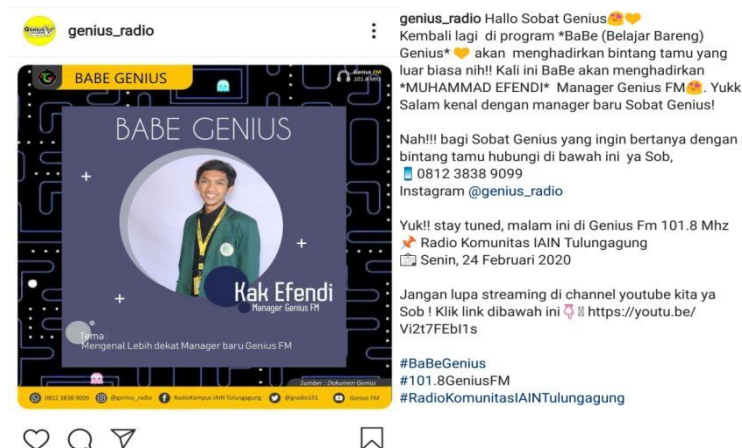 genius_radio
BABE GENIUS
Genius FM
101.8 Mhz
BABE GENIUS
Kak Efendi
Manager Genius FM
Tema :
Mengenal Lebih dekat Manager baru Genius FM
Sumber : Dokumen Genius
0812 3838 9099 @genius_radio RadioKampus IAIN Tulungagung @gradio101 Genius FM
genius_radio Hallo Sobat Genius
Kembali lagi di program *BaBe (Belajar Bareng)
Genius* 🧡 akan menghadirkan bintang tamu yang
luar biasa nih!! Kali ini BaBe akan menghadirkan
*MUHAMMAD EFENDI* Manager Genius FM🥰. Yukk
Salam kenal dengan manager baru Sobat Genius!
Nah!!! bagi Sobat Genius yang ingin bertanya dengan
bintang tamu hubungi di bawah ini ya Sob,
📱 0812 3838 9099
Instagram @genius_radio
Yuk!! stay tuned, malam ini di Genius Fm 101.8 Mhz
📌 Radio Komunitas IAIN Tulungagung
Senin, 24 Februari 2020
Jangan lupa streaming di channel youtube kita ya
Sob ! Klik link dibawah ini👇 https://youtu.be/
Vi2t7FEbI1s
#BaBeGenius
#101.8GeniusFM
#RadioKomunitasIAINTulungagung